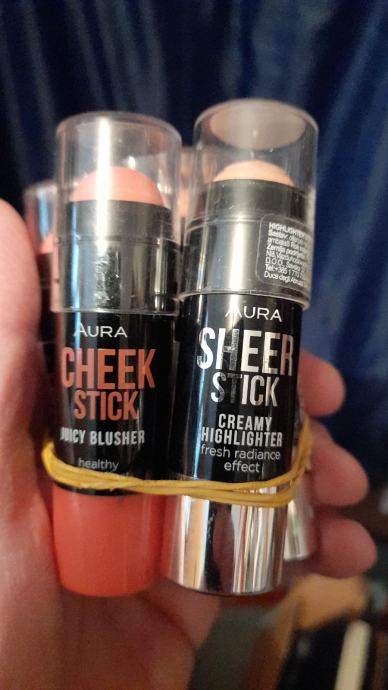 AURA
CHEEK
STICK
JUICY BLUSHER
healthy
AURA
SHEER
STICK
CREAMY
HIGHLIGHTER
fresh radiance
effect
HIGHLIGHTER